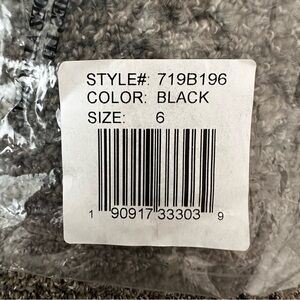 STYLE#: 719B196
COLOR: BLACK
SIZE: 6
1 90917 33303 9